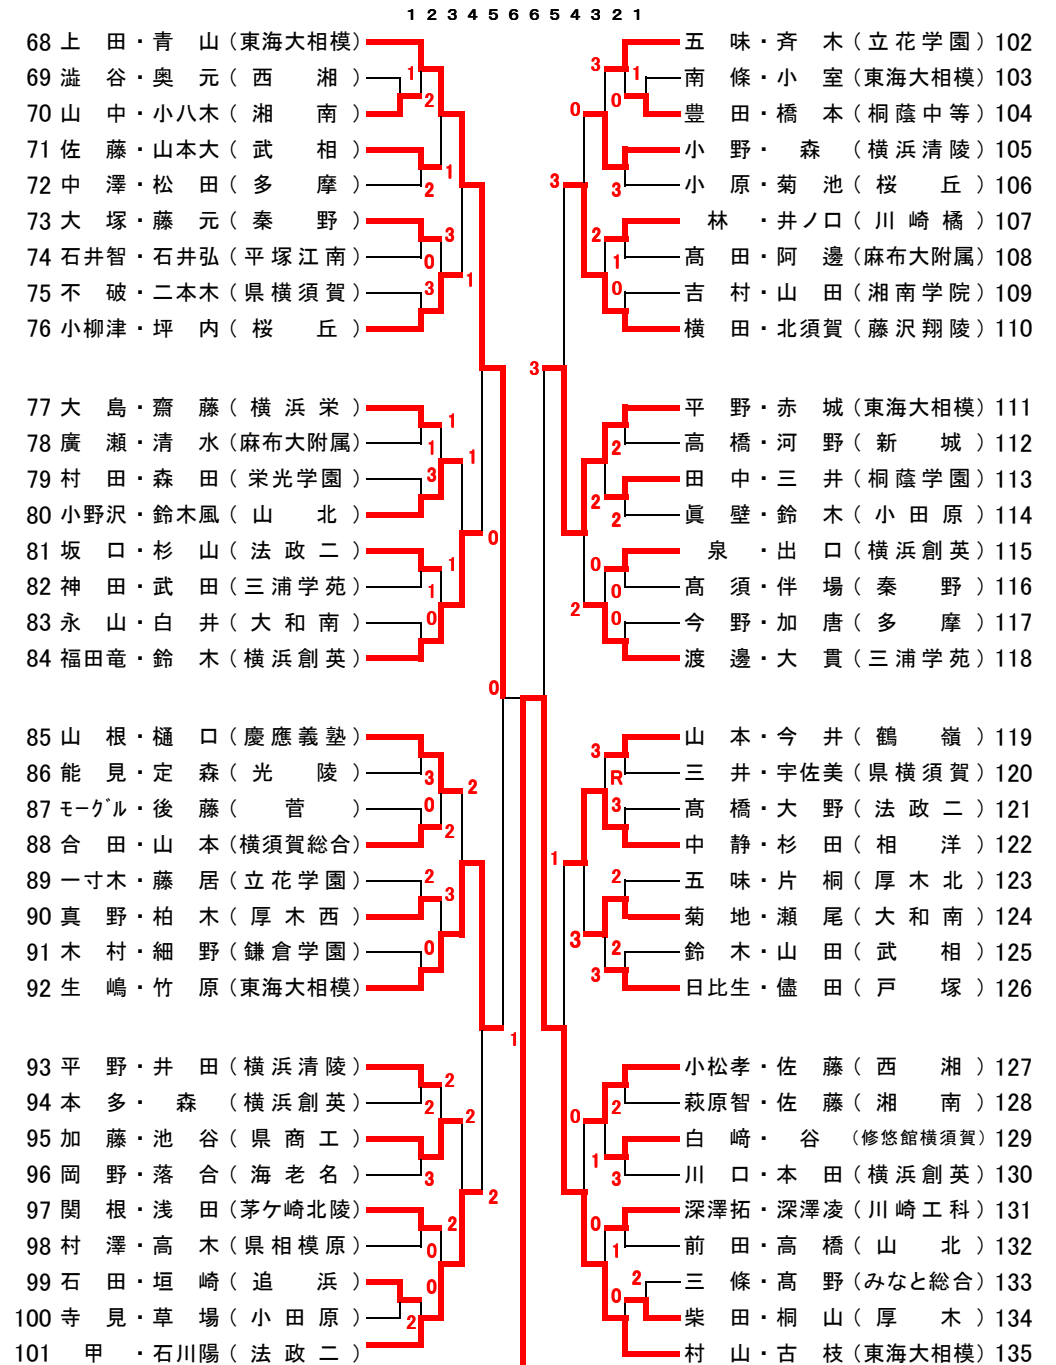 1 2 3 4 5 6 6 5 4 3 2 1
68 上 田・青 山 (東海大相模)
69 澁 谷・奥 元 ( 西 湘 )
70 山 中・小八木 ( 湘 南 )
71 佐 藤・山本大 ( 武 相 )
72 中 澤・松 田 ( 多 摩 )
73 大 塚・藤 元 ( 秦 野 )
74 石井智・石井弘 (平塚江南)
75 不 破・二本木 (県横須賀)
76 小柳津・坪 内 ( 桜 丘 )
77 大 島・齋 藤 ( 横 浜 栄 )
78 廣 瀬・清 水 (麻布大附属)
79 村 田・森 田 ( 栄光学園 )
80 小野沢・鈴木風 ( 山 北 )
81 坂 口・杉 山 ( 法 政 二 )
82 神 田・武 田 (三浦学苑)
83 永 山・白 井 ( 大 和 南 )
84 福田竜・鈴 木 (横浜創英)
85 山 根・樋 口 (慶應義塾)
86 能 見・定 森 ( 光 陵 )
87 モーグル・後 藤 ( 菅 )
88 合 田・山 本 (横須賀総合)
89 一寸木・藤 居 (立花学園)
90 真 野・柏 木 ( 厚 木 西 )
91 木 村・細 野 (鎌倉学園)
92 生 嶋・竹 原 (東海大相模)
93 平 野・井 田 (横浜清陵)
94 本 多・ 森 (横浜創英)
95 加 藤・池 谷 ( 県 商 工 )
96 岡 野・落 合 ( 海 老 名 )
97 関 根・浅 田 (茅ケ崎北陵)
98 村 澤・高 木 (県相模原)
99 石 田・垣 崎 ( 追 浜 )
100 寺 見・草 場 ( 小 田 原 )
101 甲 ・石川陽 ( 法 政 二 )
五 味・斉 木 (立花学園) 102
南 條・小 室 (東海大相模) 103
豊 田・橋 本 (桐蔭中等) 104
小 野・ 森 (横浜清陵) 105
小 原・菊 池 ( 桜 丘 ) 106
林 ・井ノ口 ( 川 崎 橘 ) 107
髙 田・阿 邊 (麻布大附属) 108
吉 村・山 田 (湘南学院) 109
横 田・北須賀 (藤沢翔陵) 110
平 野・赤 城 (東海大相模) 111
高 橋・河 野 ( 新 城 ) 112
田 中・三 井 (桐蔭学園) 113
眞 壁・鈴 木 ( 小 田 原 ) 114
泉 ・出 口 (横浜創英) 115
髙 須・伴 場 ( 秦 野 ) 116
今 野・加 唐 ( 多 摩 ) 117
渡 邊・大 貫 (三浦学苑) 118
山 本・今 井 ( 鶴 嶺 ) 119
三 井・宇佐美 (県横須賀) 120
髙 橋・大 野 ( 法 政 二 ) 121
中 静・杉 田 ( 相 洋 ) 122
五 味・片 桐 ( 厚 木 北 ) 123
菊 地・瀬 尾 ( 大 和 南 ) 124
鈴 木・山 田 ( 武 相 ) 125
日比生・儘 田 ( 戸 塚 ) 126
小松孝・佐 藤 ( 西 湘 ) 127
萩原智・佐 藤 ( 湘 南 ) 128
白 﨑・ 谷 (修悠館横須賀) 129
川 口・本 田 (横浜創英) 130
深澤拓・深澤凌 (川崎工科) 131
前 田・高 橋 ( 山 北 ) 132
三 條・髙 野 (みなと総合) 133
柴 田・桐 山 ( 厚 木 ) 134
村 山・古 枝 (東海大相模) 135